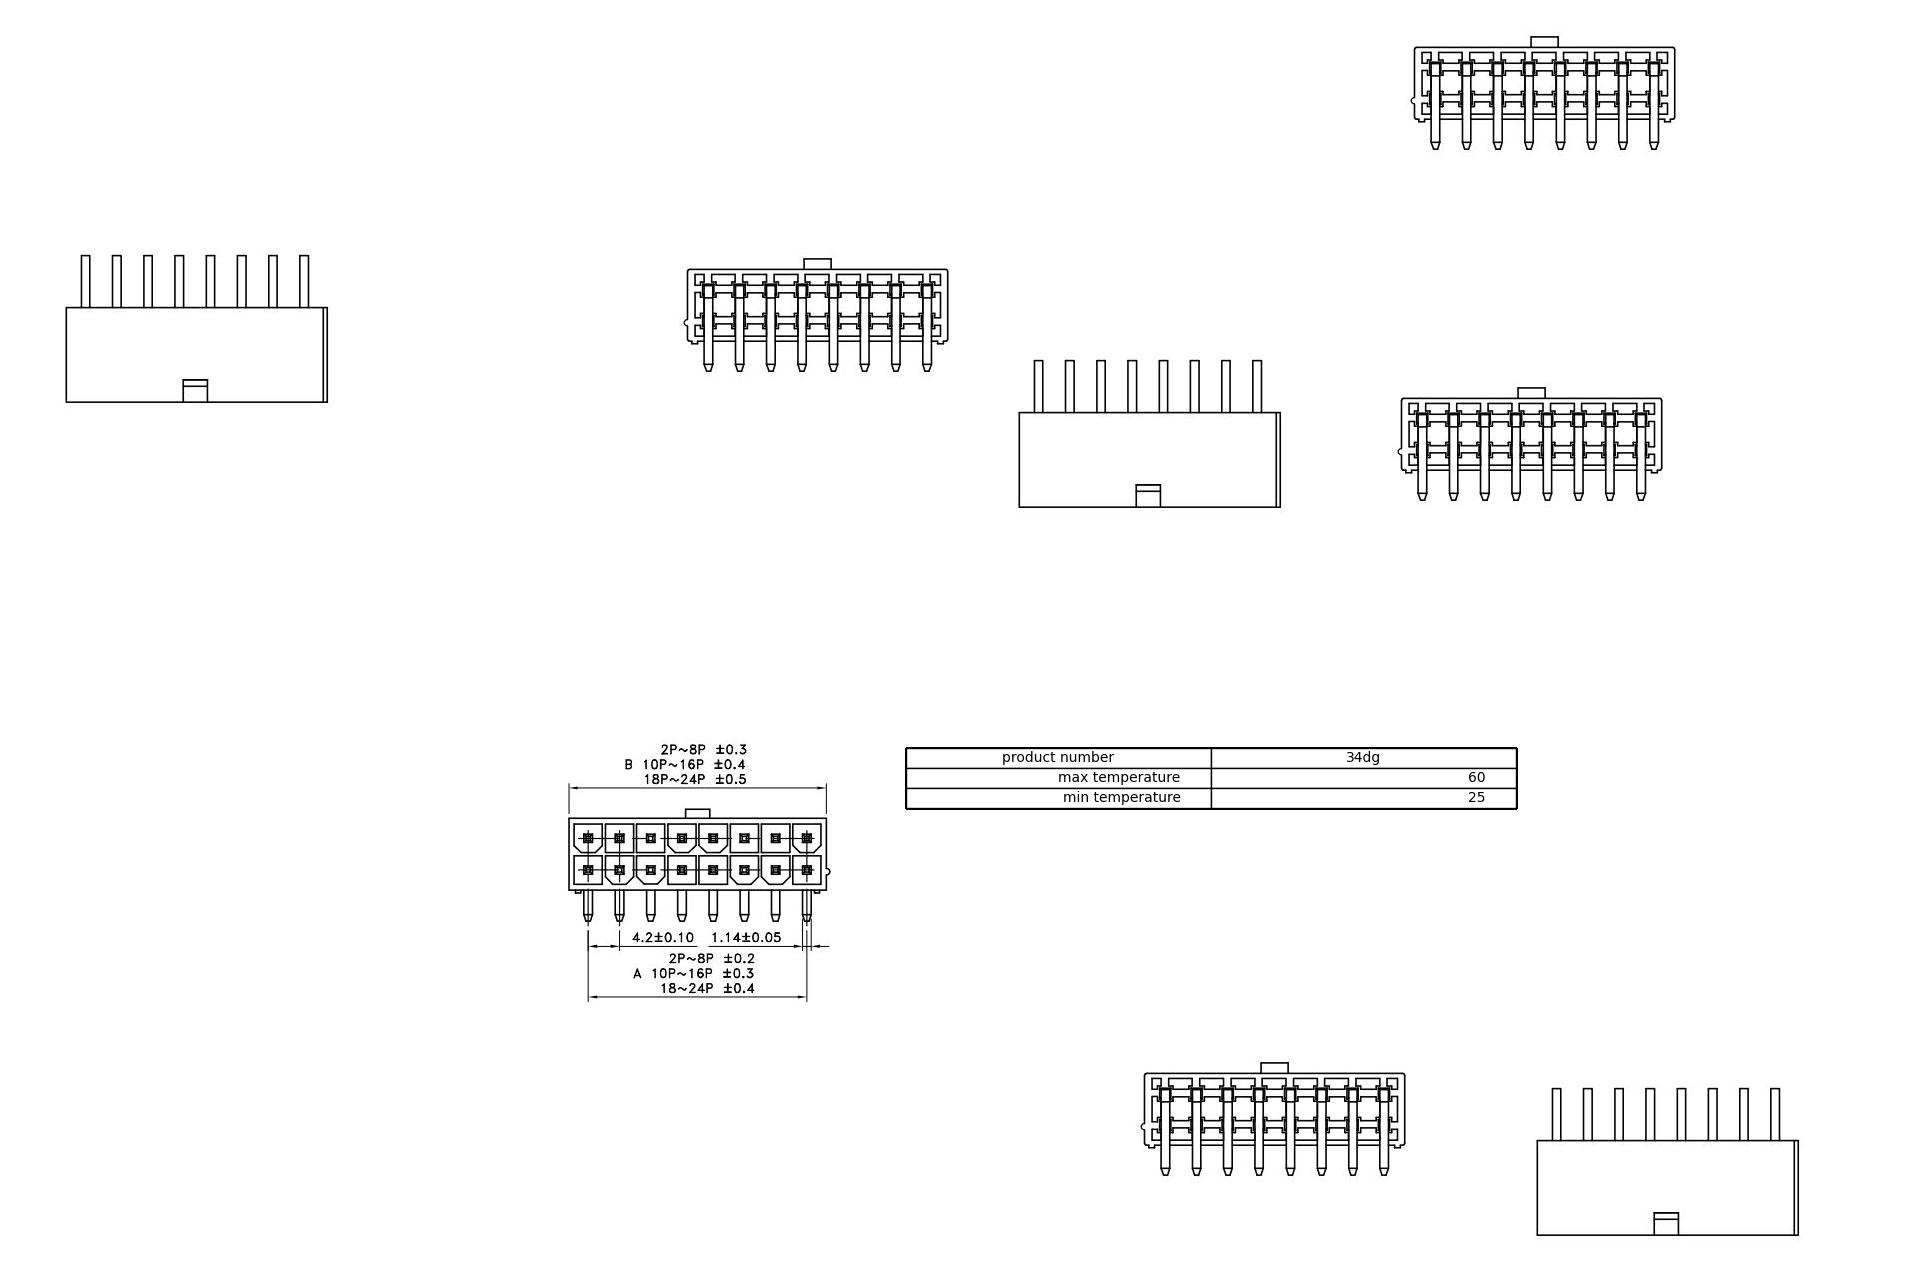 2P~8P ±0.3
B 10P~16P ±0.4
18P~24P ±0.5
product number 34dg
max temperature 60
min temperature 25
4.2±0.10 1.14±0.05
2P~8P ±0.2
A 10P~16P ±0.3
18~24P ±0.4